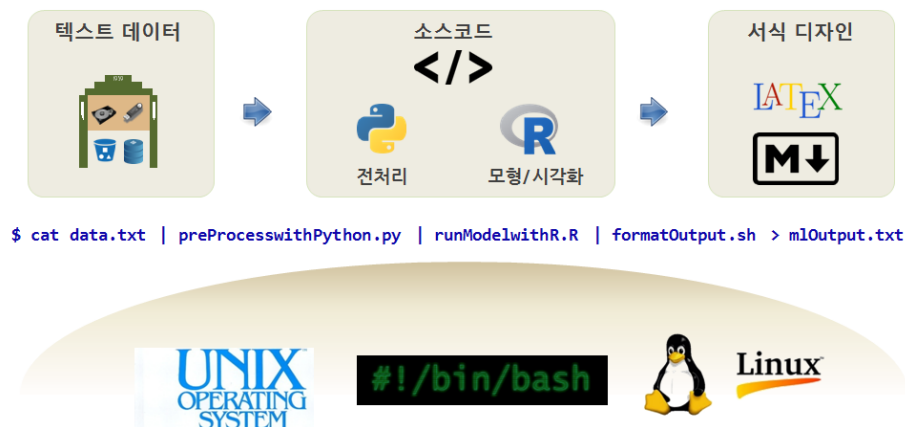 텍스트 데이터
소스코드
</>
전처리
모형/시각화
서식 디자인
LATEX
M
$ cat data.txt | preProcesswithPython.py | runModelwithR.R | formatOutput.sh > mlOutput.txt
UNIX
OPERATING
SYSTEM
#!/bin/bash
Linux